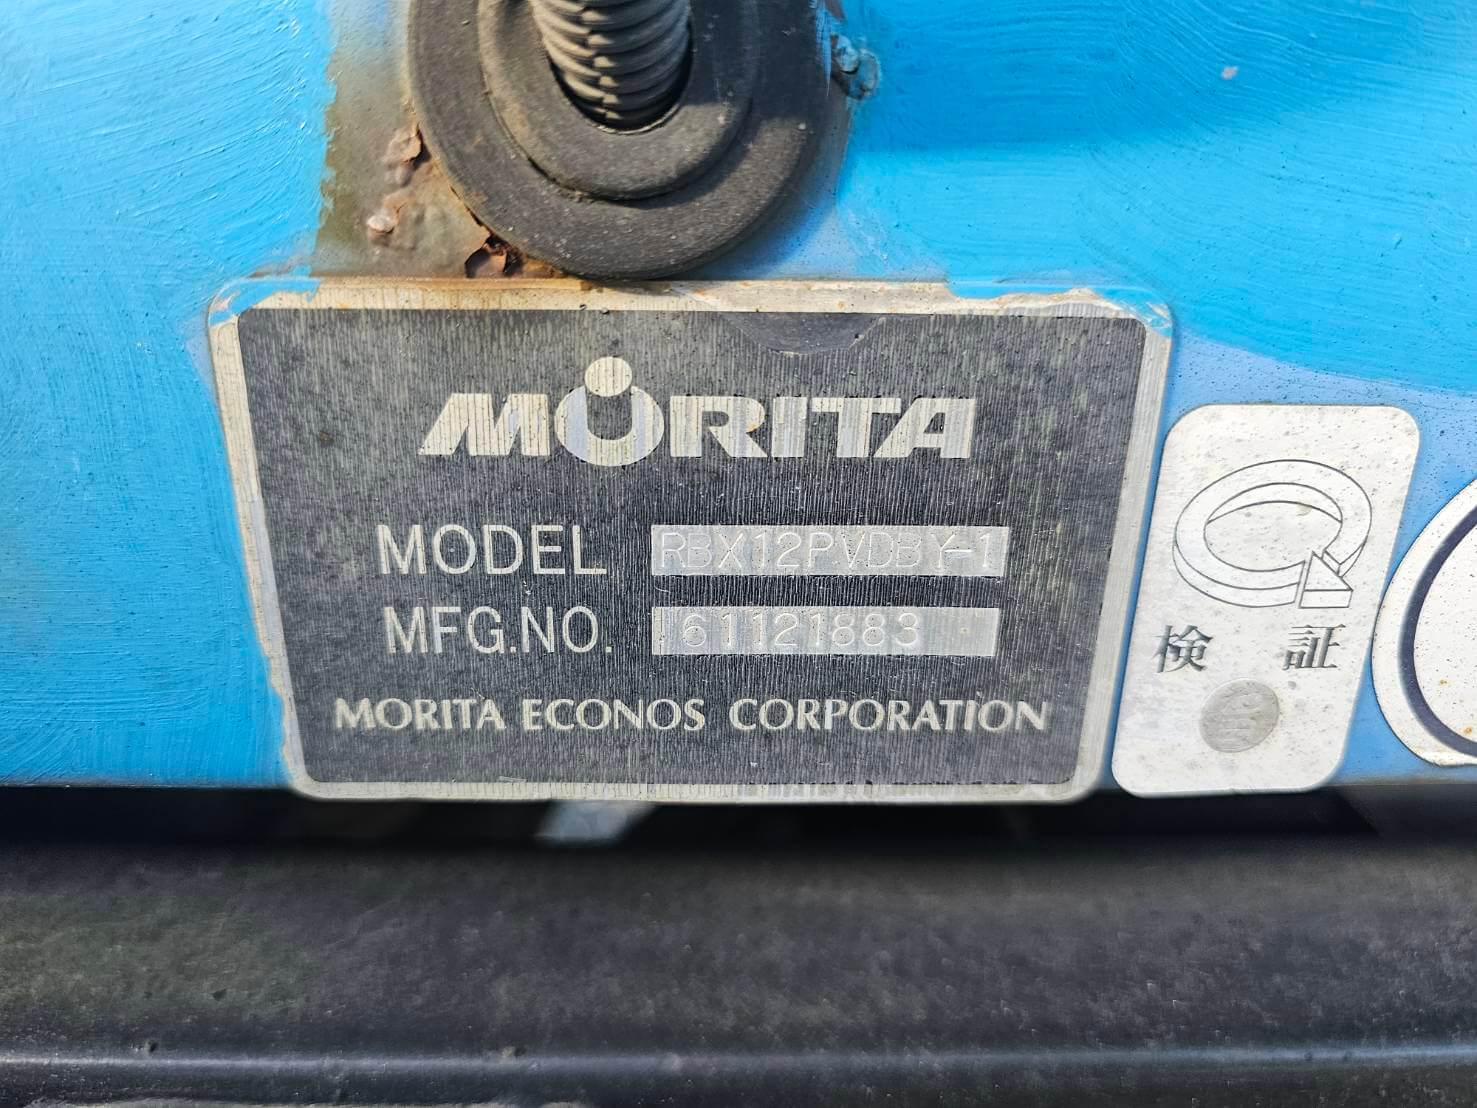 MORITA
MODEL RBX12PVDBY-1
MFG.NO. 61121883
MORITA ECONOS CORPORATION
検 証